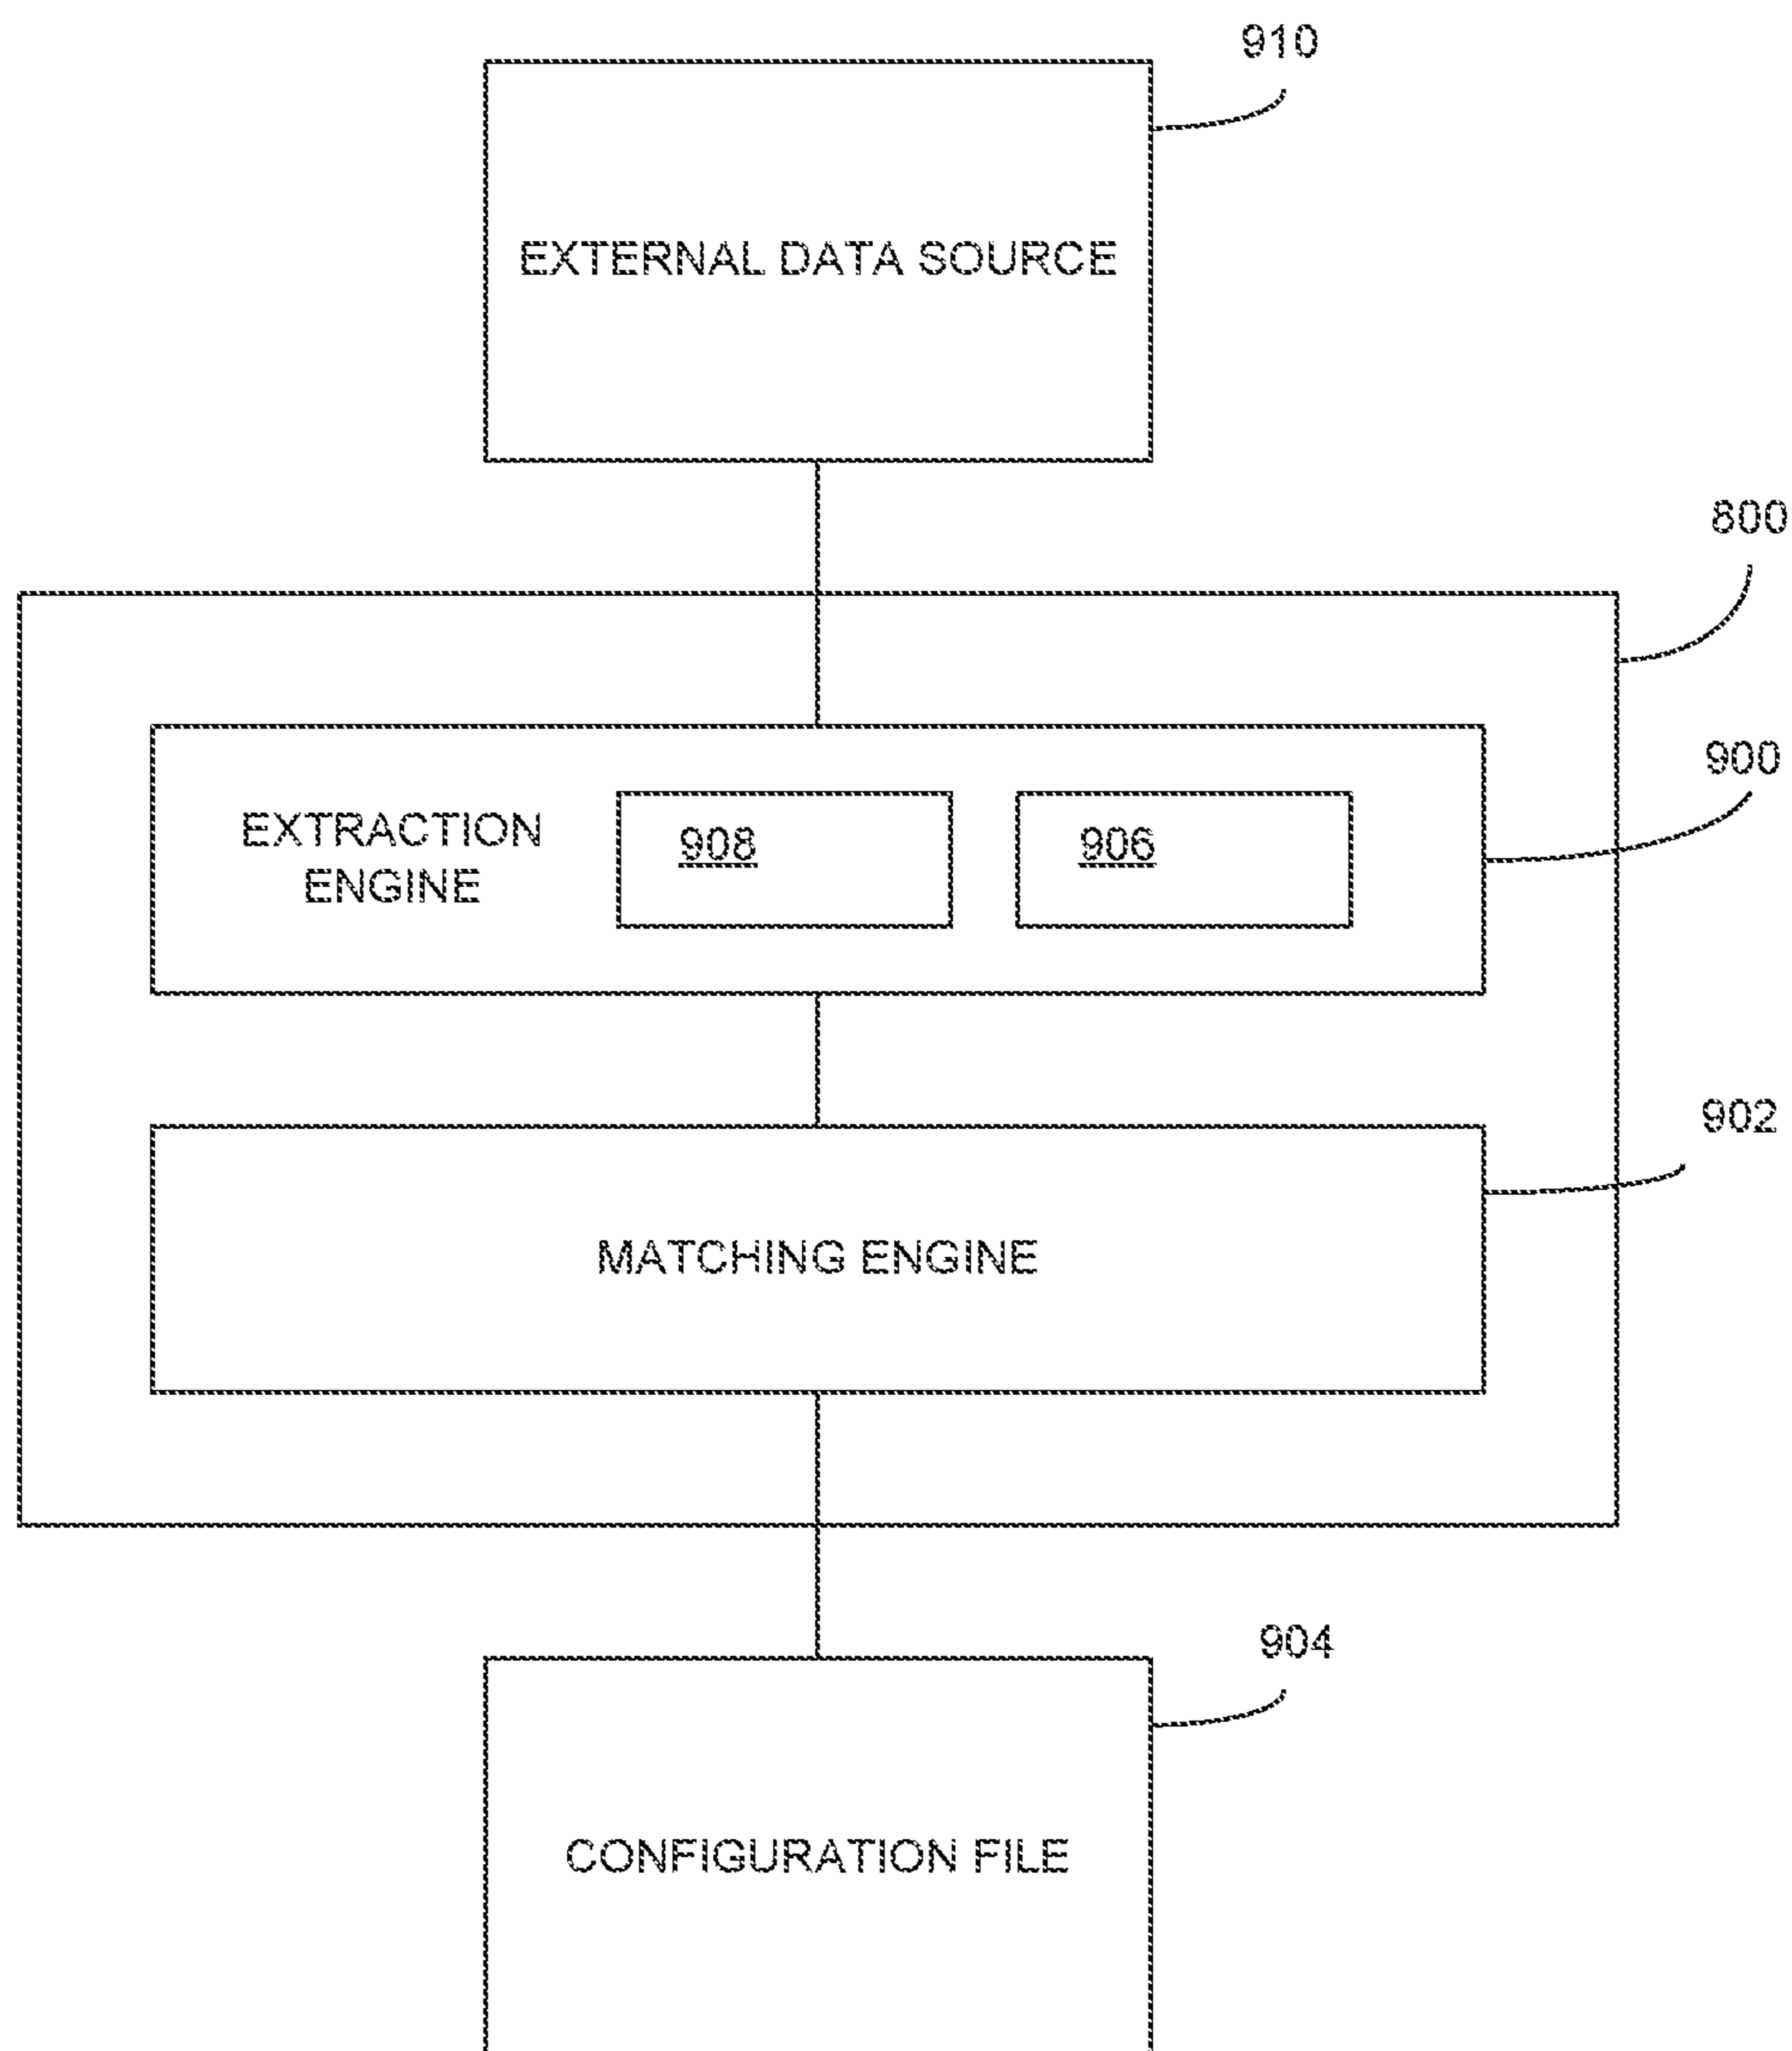 910
EXTERNAL DATA SOURCE
800
900
EXTRACTION
ENGINE
908
906
902
MATCHING ENGINE
904
CONFIGURATION FILE